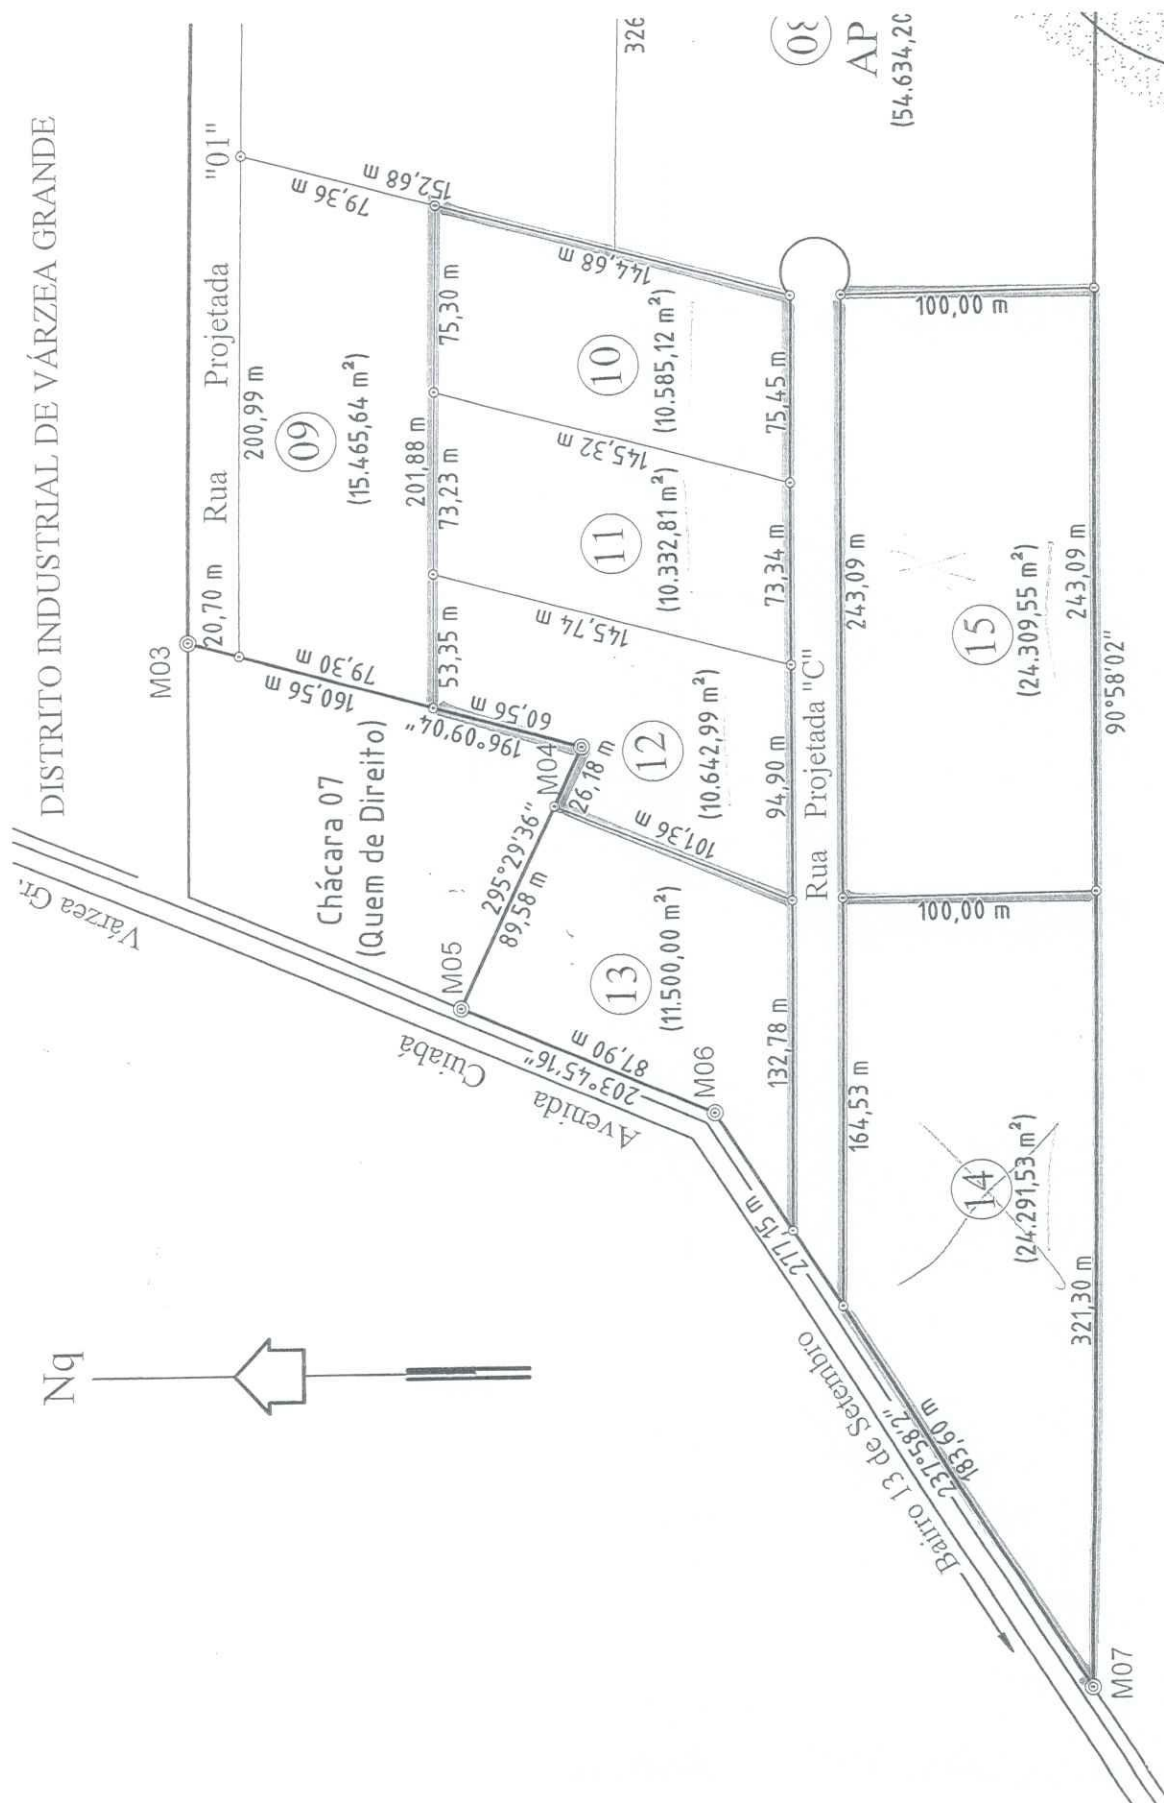 DISTRITO INDUSTRIAL DE VÁRZEA GRANDE
Nq
M03
20,70 m
Rua Projetada "01"
200,99 m
79,36 m
152,68 m
79,30 m
160,56 m
196°09'04"
09
(15.465,64 m²)
201,88 m
53,35 m
73,23 m
75,30 m
326
08
AP
(54.634,20
Várzea Gr.
Chácara 07
(Quem de Direito)
M04
60,56 m
26,18 m
295°29'36"
89,58 m
M05
Avenida Cuiabá
203°45'16"
87,90 m
M06
13
(11.500,00 m²)
101,36 m
12
(10.642,99 m²)
145,74 m
11
(10.332,81 m²)
145,32 m
10
(10.585,12 m²)
144,68 m
132,78 m
94,90 m
73,34 m
75,45 m
Rua Projetada "C"
277,15 m
164,53 m
243,09 m
Bairro 13 de Setembro
237°58'2"
183,60 m
14
(24.291,53 m²)
100,00 m
15
(24.309,55 m²)
100,00 m
321,30 m
243,09 m
90°58'02"
M07